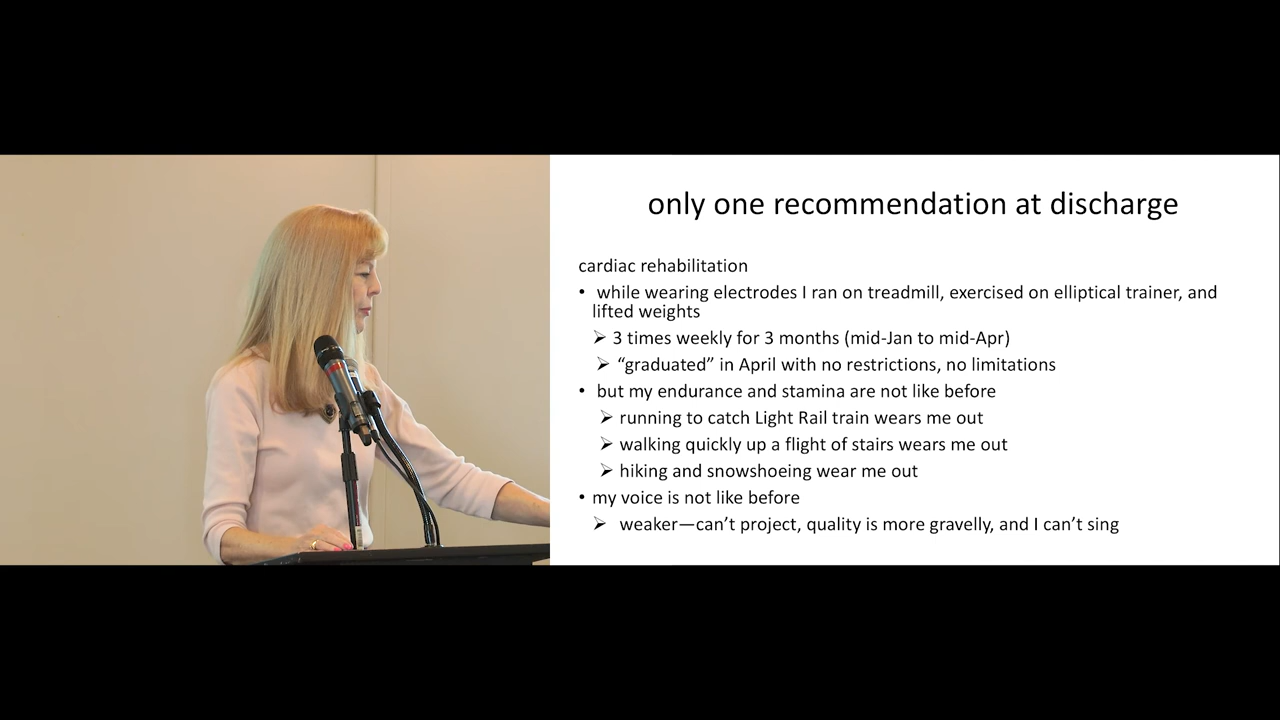 only one recommendation at discharge
cardiac rehabilitation
• while wearing electrodes I ran on treadmill, exercised on elliptical trainer, and
lifted weights
➢ 3 times weekly for 3 months (mid-Jan to mid-Apr)
➢ “graduated” in April with no restrictions, no limitations
• but my endurance and stamina are not like before
➢ running to catch Light Rail train wears me out
➢ walking quickly up a flight of stairs wears me out
➢ hiking and snowshoeing wear me out
• my voice is not like before
➢ weaker—can’t project, quality is more gravelly, and I can’t sing